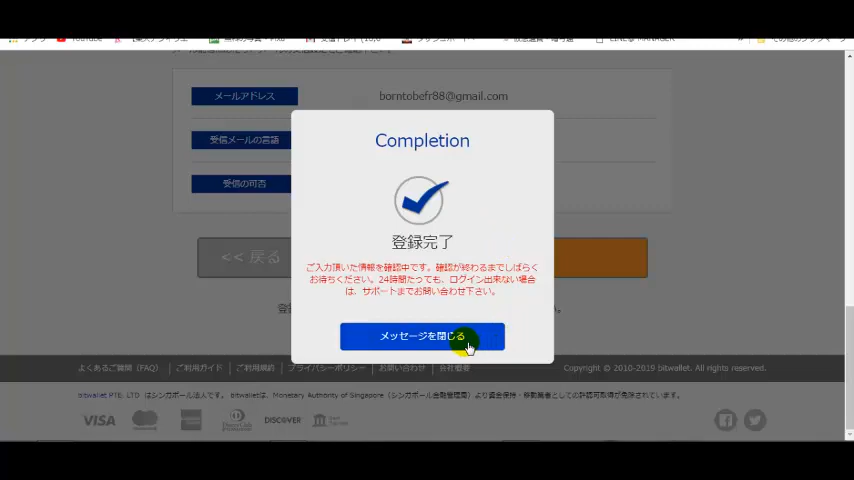 YouTube
LINE@ MANAGER
メールアドレス
borntobefr88@gmail.com
受信メールの言語
受信の可否
Completion
登録完了
ご入力頂いた情報を確認中です。確認が終わるまでしばらく
お待ちください。24時間たっても、ログイン出来ない場合
は、サポートまでお問い合わせ下さい。
<< 戻る
メッセージを閉じる
よくあるご質問（FAQ） ご利用ガイド ご利用規約 プライバシーポリシー お問い合わせ 会社概要
Copyright © 2010-2019 bitwallet. All rights reserved.
bitwallet PTE. LTD はシンガポール法人です。 bitwalletは、Monetary Authority of Singapore（シンガポール金融管理局）より資金保持・移動業者としての許認可取得が免除されています。
VISA
DISCOVER